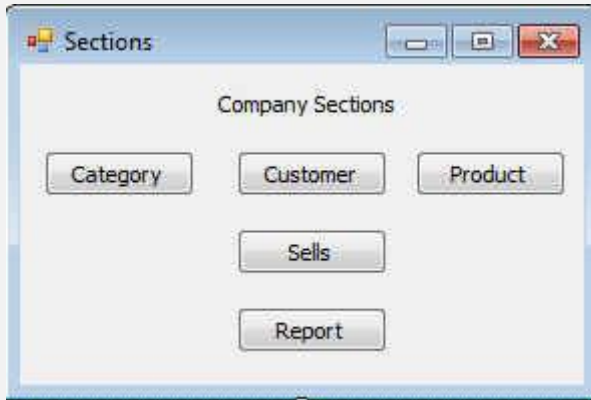 Sections
Company Sections
Category Customer Product
Sells
Report